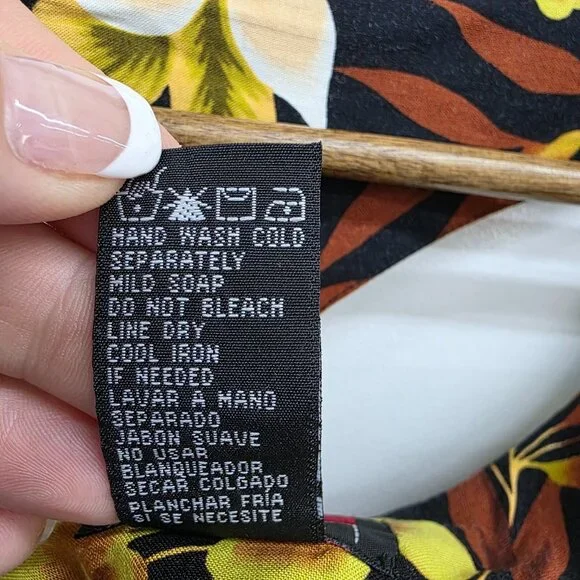 HAND WASH COLD
SEPARATELY
MILD SOAP
DO NOT BLEACH
LINE DRY
COOL IRON
IF NEEDED
LAVAR A MANO
SEPARADO
JABON SUAVE
NO USAR
BLANQUEADOR
SECAR COLGADO
PLANCHAR FRÍA
SI SE NECESITE